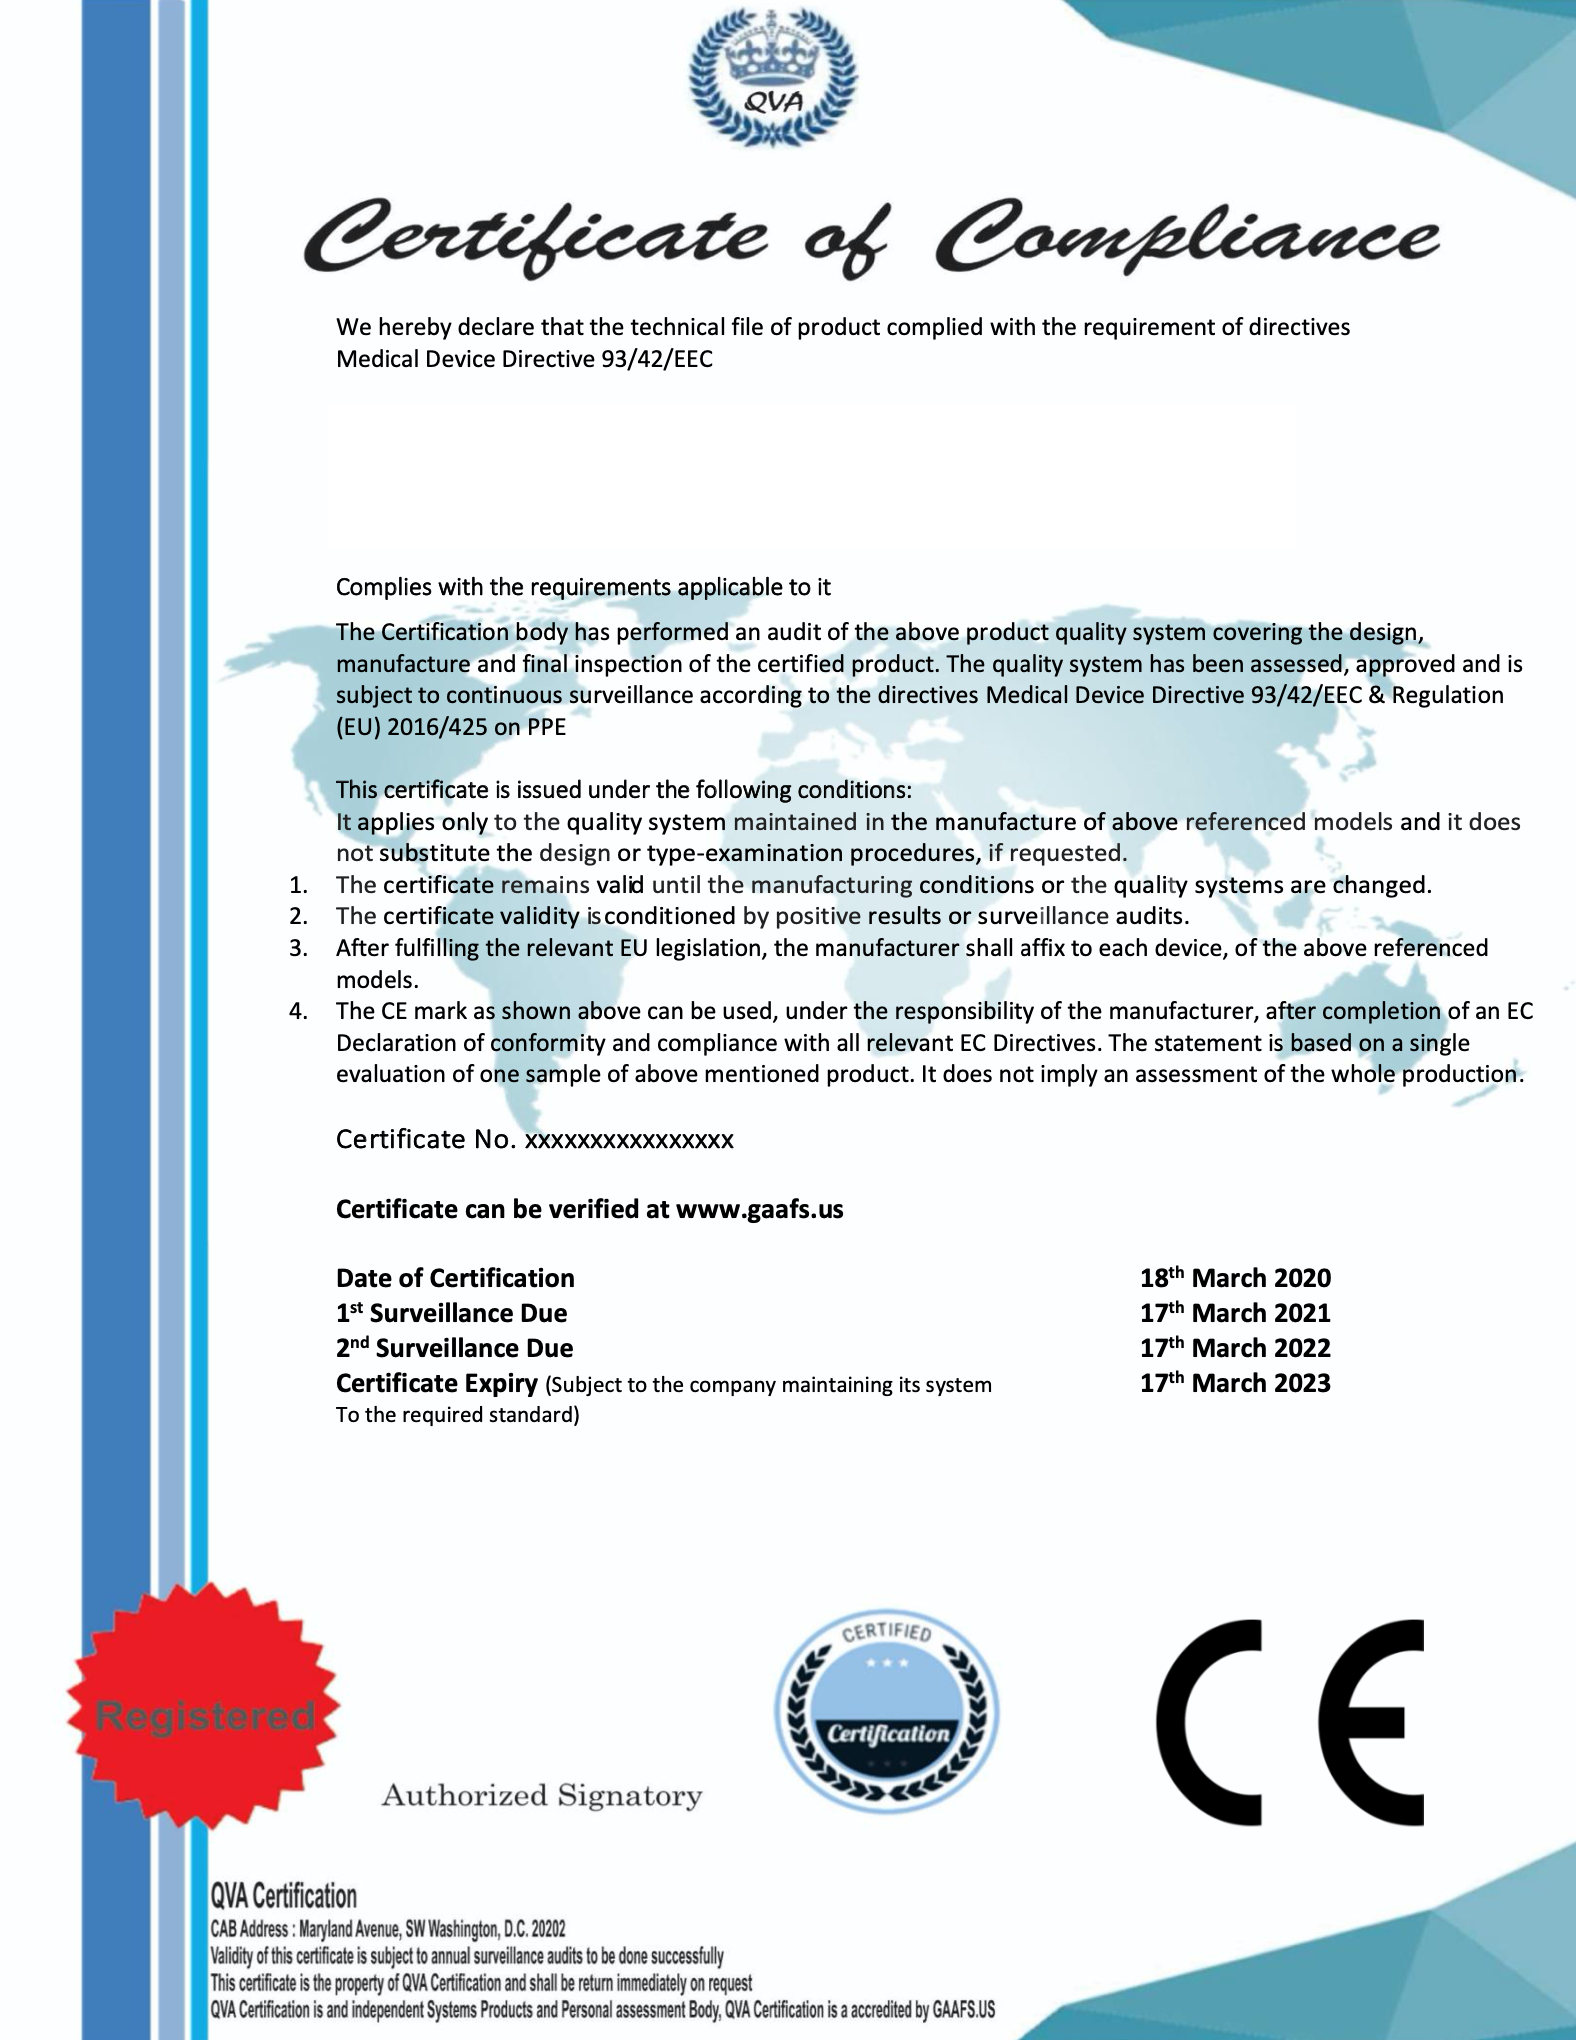 QVA
Certificate of Compliance
We hereby declare that the technical file of product complied with the requirement of directives
Medical Device Directive 93/42/EEC
Complies with the requirements applicable to it
The Certification body has performed an audit of the above product quality system covering the design,
manufacture and final inspection of the certified product. The quality system has been assessed, approved and is
subject to continuous surveillance according to the directives Medical Device Directive 93/42/EEC & Regulation
(EU) 2016/425 on PPE
This certificate is issued under the following conditions:
It applies only to the quality system maintained in the manufacture of above referenced models and it does
not substitute the design or type-examination procedures, if requested.
1. The certificate remains valid until the manufacturing conditions or the quality systems are changed.
2. The certificate validity is conditioned by positive results or surveillance audits.
3. After fulfilling the relevant EU legislation, the manufacturer shall affix to each device, of the above referenced
models.
4. The CE mark as shown above can be used, under the responsibility of the manufacturer, after completion of an EC
Declaration of conformity and compliance with all relevant EC Directives. The statement is based on a single
evaluation of one sample of above mentioned product. It does not imply an assessment of the whole production.
Certificate No. xxxxxxxxxxxxxxxx
Certificate can be verified at www.gaafs.us
Date of Certification 18th March 2020
1st Surveillance Due 17th March 2021
2nd Surveillance Due 17th March 2022
Certificate Expiry (Subject to the company maintaining its system 17th March 2023
To the required standard)
Registered
Authorized Signatory
CERTIFIED
Certification
CE
QVA Certification
CAB Address : Maryland Avenue, SW Washington, D.C. 20202
Validity of this certificate is subject to annual surveillance audits to be done successfully
This certificate is the property of QVA Certification and shall be return immediately on request
QVA Certification is and independent Systems Products and Personal assessment Body, QVA Certification is a accredited by GAAFS.US